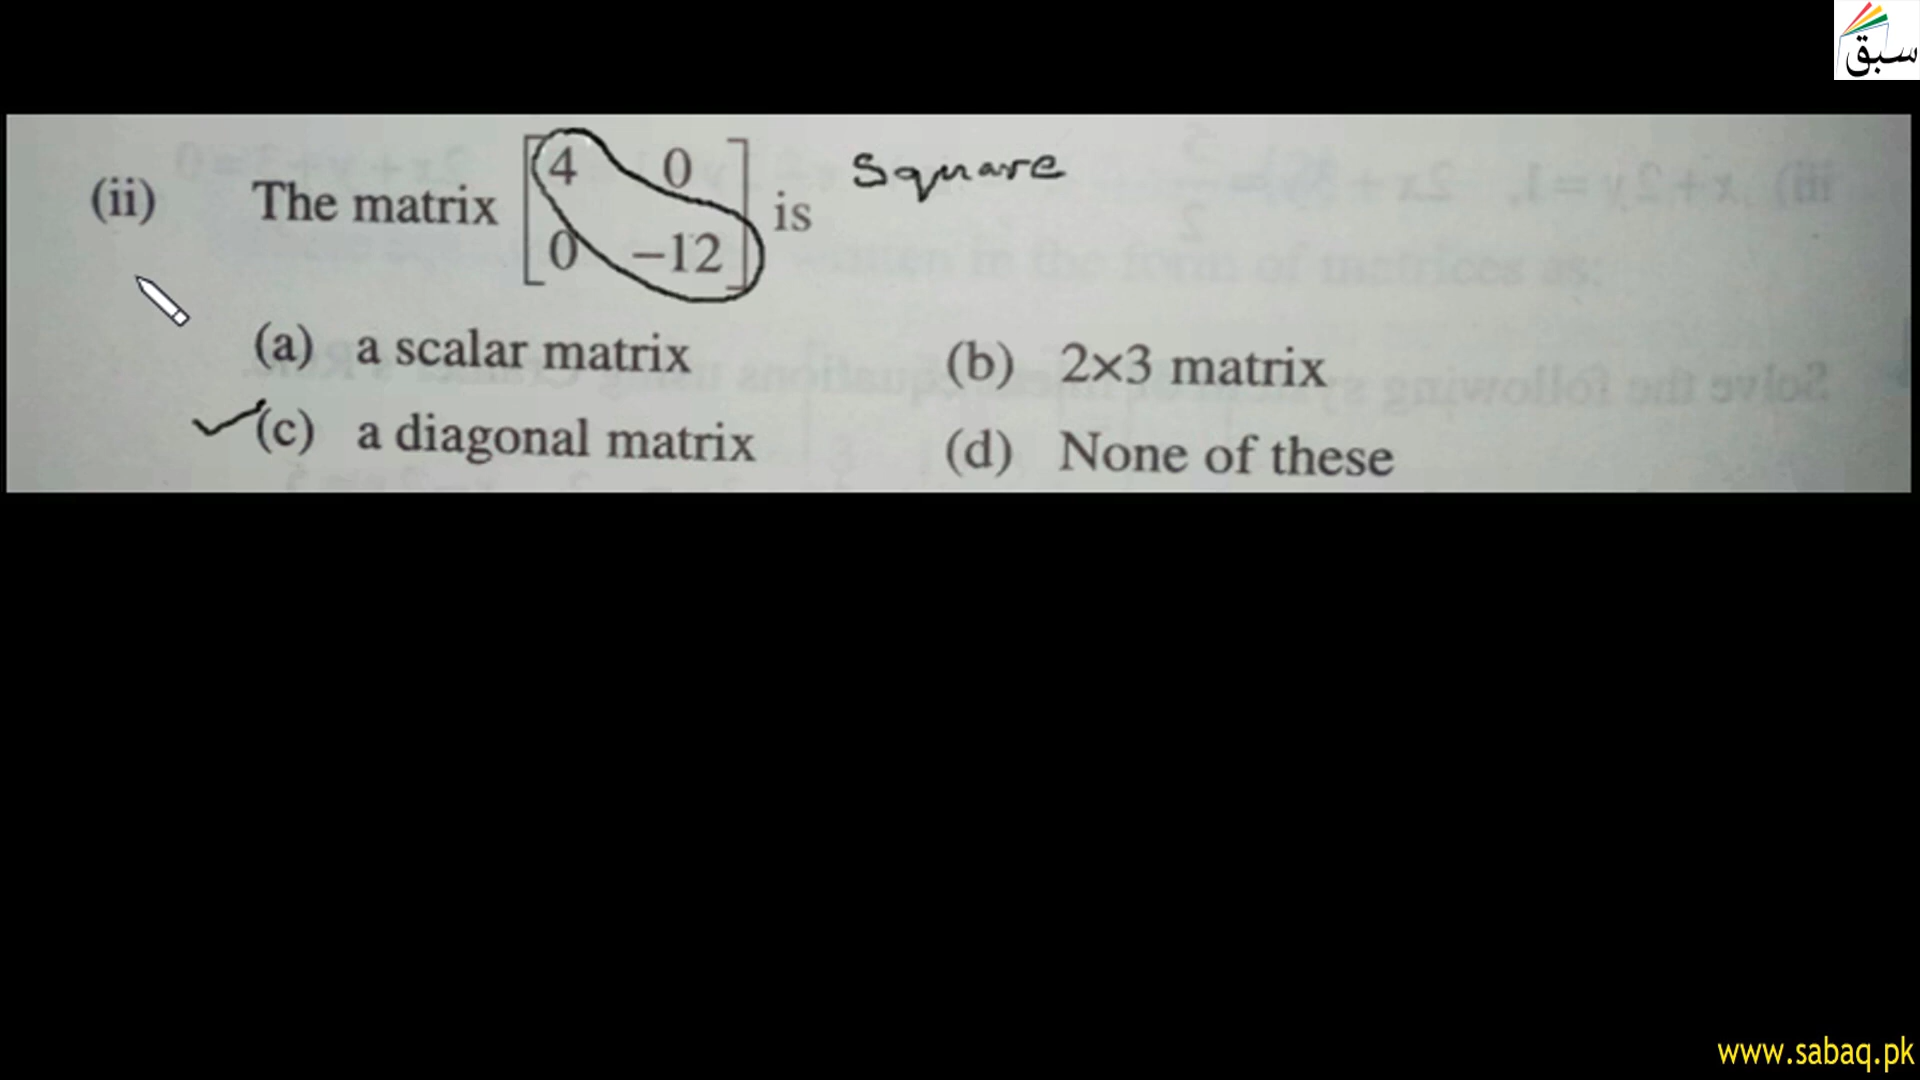 سبق
(ii) The matrix [4 0 is Square
0 -12]
(a) a scalar matrix (b) 2×3 matrix
(c) a diagonal matrix (d) None of these
www.sabaq.pk